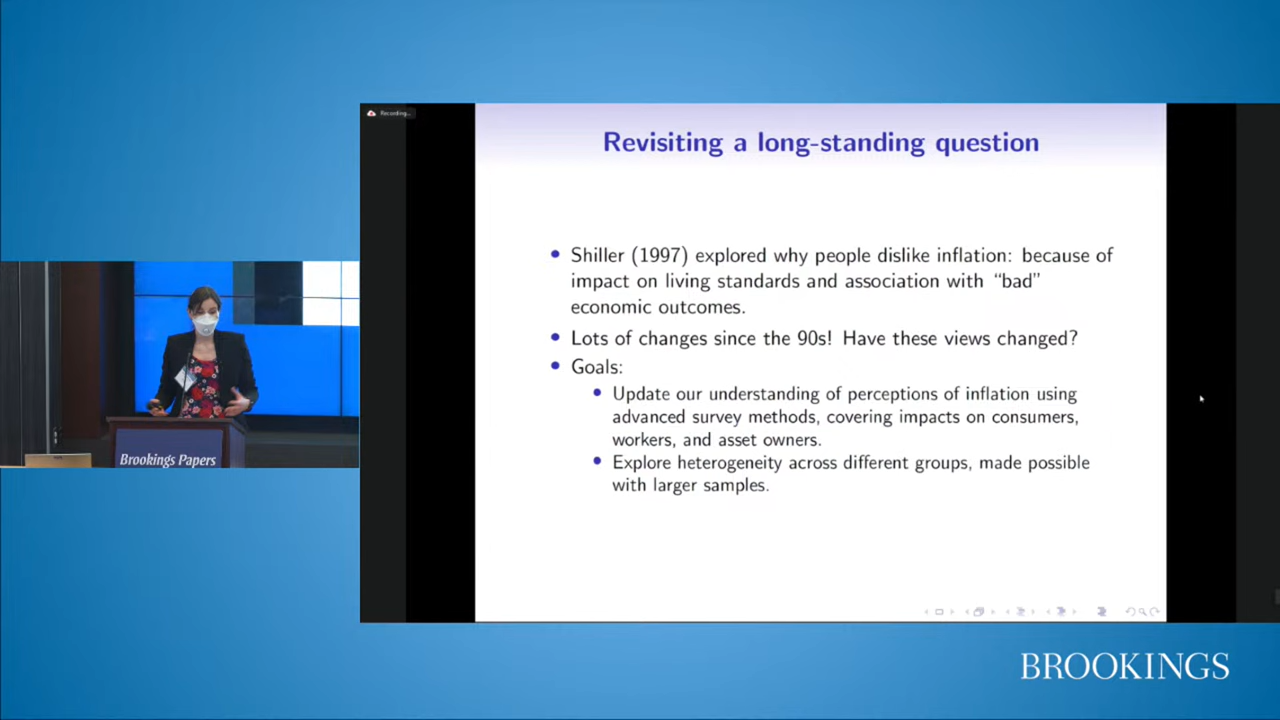 Recording...
Revisiting a long-standing question
Shiller (1997) explored why people dislike inflation: because of
impact on living standards and association with “bad”
economic outcomes.
Lots of changes since the 90s! Have these views changed?
Goals:
Update our understanding of perceptions of inflation using
advanced survey methods, covering impacts on consumers,
workers, and asset owners.
Explore heterogeneity across different groups, made possible
with larger samples.
Brookings Papers
BROOKINGS